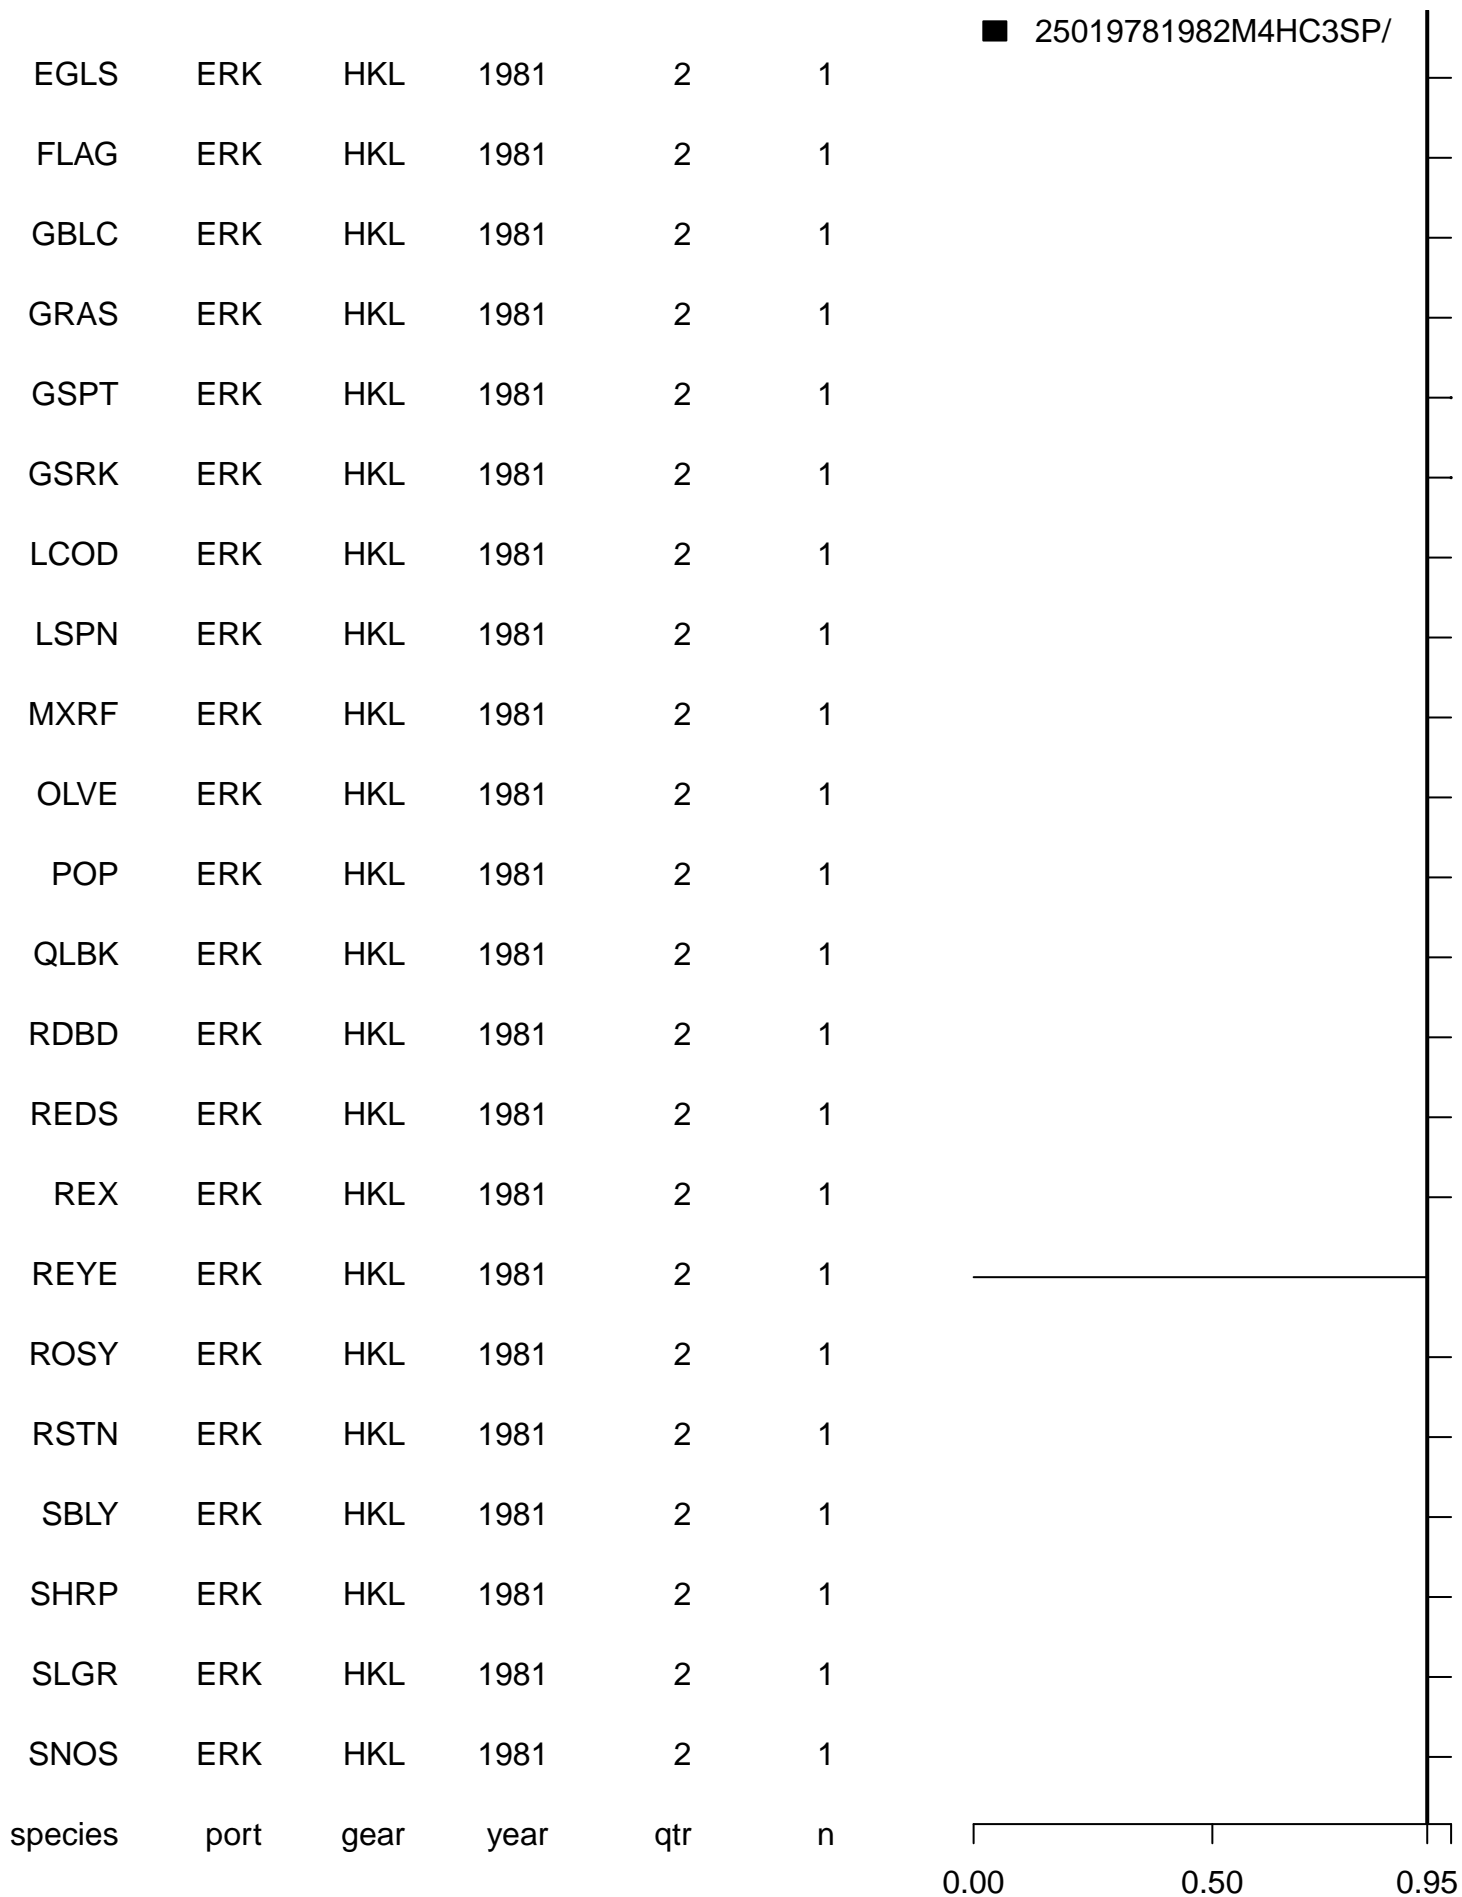 25019781982M4HC3SP/
EGLS ERK HKL 1981 2 1
FLAG ERK HKL 1981 2 1
GBLC ERK HKL 1981 2 1
GRAS ERK HKL 1981 2 1
GSPT ERK HKL 1981 2 1
GSRK ERK HKL 1981 2 1
LCOD ERK HKL 1981 2 1
LSPN ERK HKL 1981 2 1
MXRF ERK HKL 1981 2 1
OLVE ERK HKL 1981 2 1
POP ERK HKL 1981 2 1
QLBK ERK HKL 1981 2 1
RDBD ERK HKL 1981 2 1
REDS ERK HKL 1981 2 1
REX ERK HKL 1981 2 1
REYE ERK HKL 1981 2 1
ROSY ERK HKL 1981 2 1
RSTN ERK HKL 1981 2 1
SBLY ERK HKL 1981 2 1
SHRP ERK HKL 1981 2 1
SLGR ERK HKL 1981 2 1
SNOS ERK HKL 1981 2 1
species port gear year qtr n
0.00 0.50 0.95